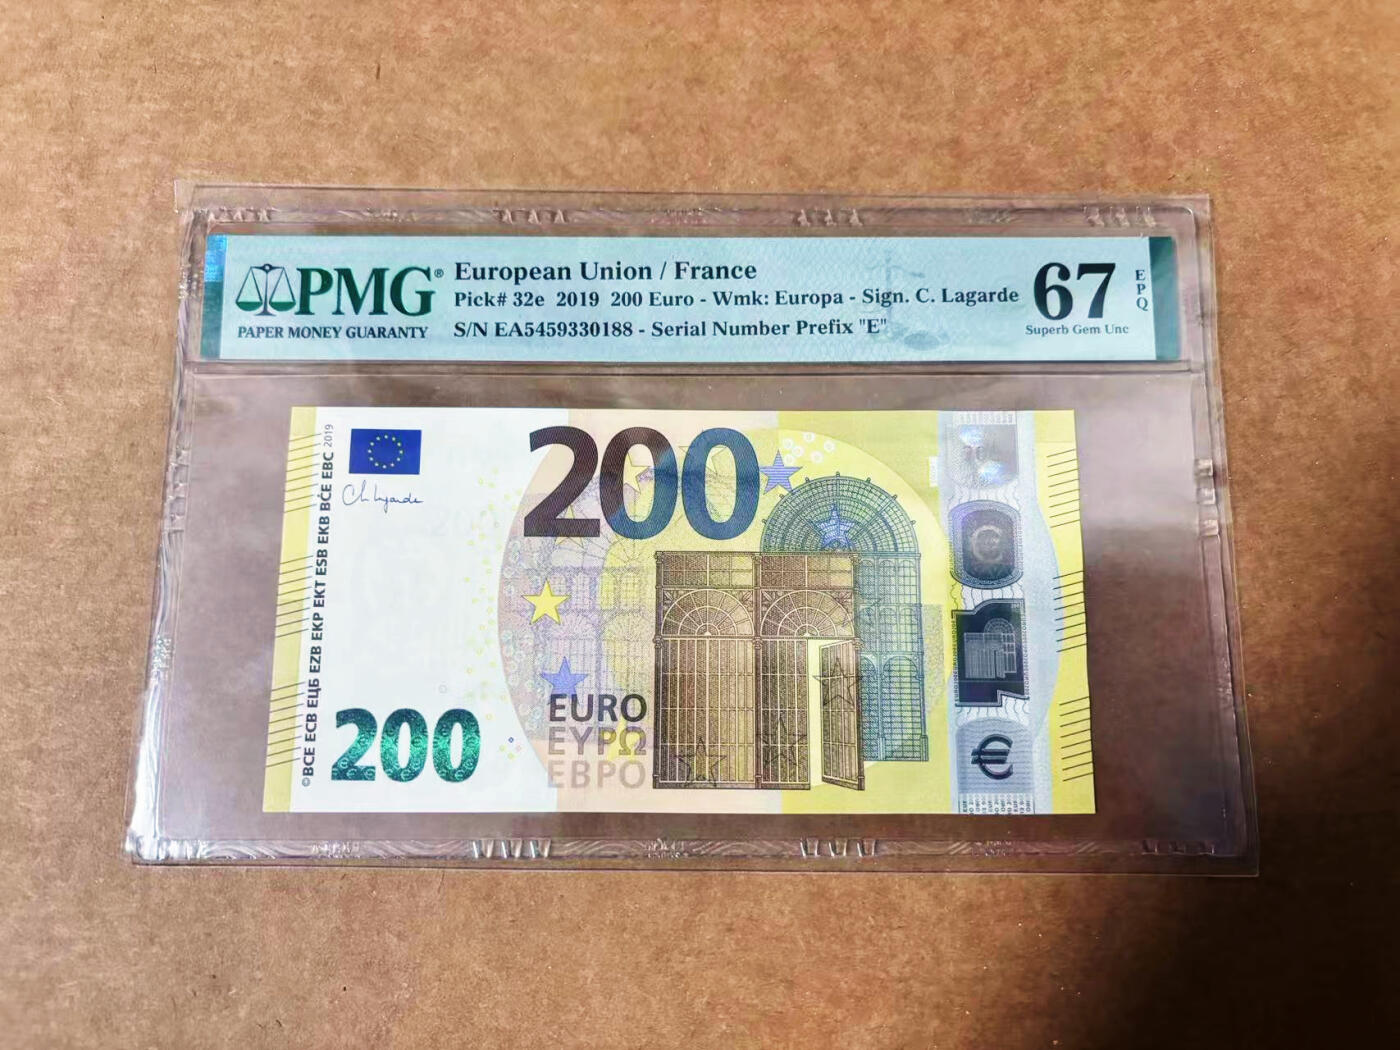 PMG®
PAPER MONEY GUARANTY
European Union / France
Pick# 32e 2019 200 Euro - Wmk: Europa - Sign. C. Lagarde
S/N EA5459330188 - Serial Number Prefix "E"
67
EPQ
Superb Gem Unc
©BCE ECB ЕЦБ EZB EKP EKT ESB EKB BĊE EBC 2019
200
200
EURO
ΕΥΡΩ
ЕВРО
€
€